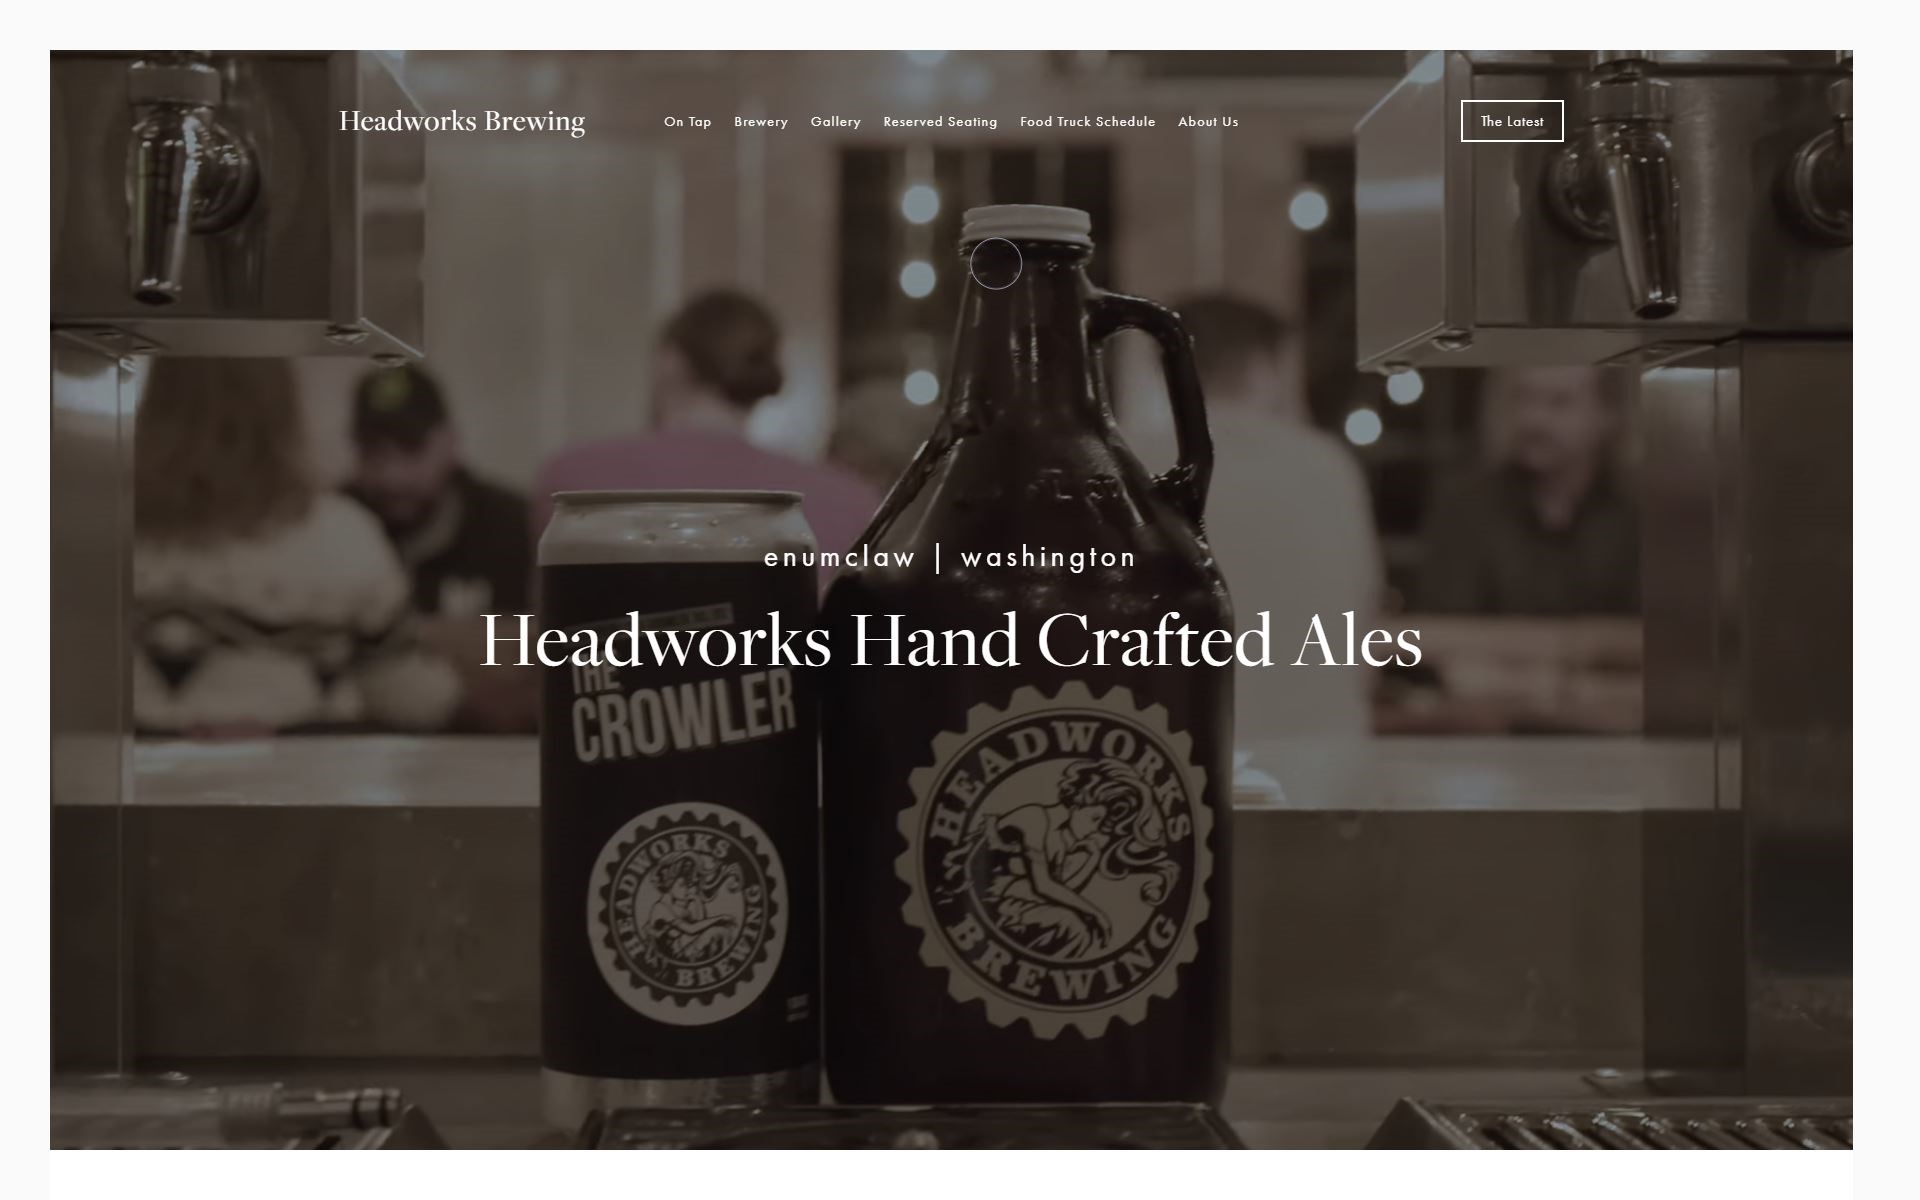 Headworks Brewing
On Tap Brewery Gallery Reserved Seating Food Truck Schedule About Us
The Latest
enumclaw | washington
Headworks Hand Crafted Ales
THE
CROWLER
HEADWORKS
BREWING
HEADWORKS
BREWING